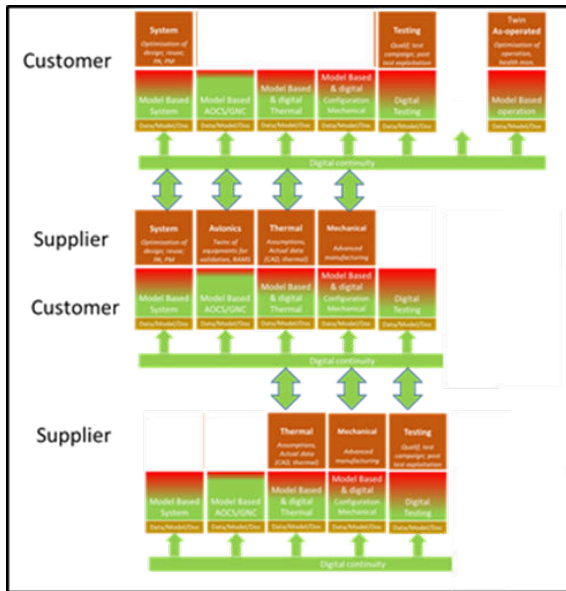 System
Optimisation of
design; reuse;
PA, PM
Testing
Qualif, test
campaign; post
test exploitation
Twin
As-operated
Optimisation of
operation,
health mon.
Customer
Model Based
System
Model Based
AOCS/GNC
Model Based
& digital
Thermal
Model Based
& digital
Configuration
Mechanical
Digital
Testing
Model Based
operation
Data/Model/Doc
Data/Model/Doc
Data/Model/Doc
Data/Model/Doc
Data/Model/Doc
Data/Model/Doc
Digital continuity
Supplier
System
Optimisation of
design; reuse;
PA, PM
Avionics
Twins of
equipments for
validation, RAMS
Thermal
Assumptions,
Actual data
(CAD, thermal)
Mechanical
Advanced
manufacturing
Customer
Model Based
System
Model Based
AOCS/GNC
Model Based
& digital
Thermal
Model Based
& digital
Configuration
Mechanical
Digital
Testing
Data/Model/Doc
Data/Model/Doc
Data/Model/Doc
Data/Model/Doc
Data/Model/Doc
Digital continuity
Supplier
Thermal
Assumptions,
Actual data
(CAD, thermal)
Mechanical
Advanced
manufacturing
Testing
Qualif, test
campaign; post
test exploitation
Model Based
System
Model Based
AOCS/GNC
Model Based
& digital
Thermal
Model Based
& digital
Configuration
Mechanical
Digital
Testing
Data/Model/Doc
Data/Model/Doc
Data/Model/Doc
Data/Model/Doc
Data/Model/Doc
Digital continuity